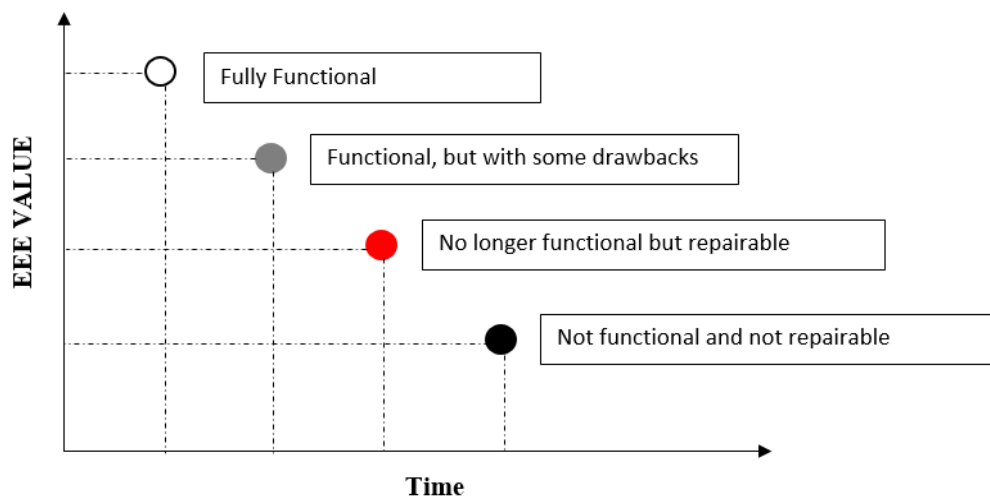 Fully Functional
Functional, but with some drawbacks
No longer functional but repairable
Not functional and not repairable
EEE VALUE
Time